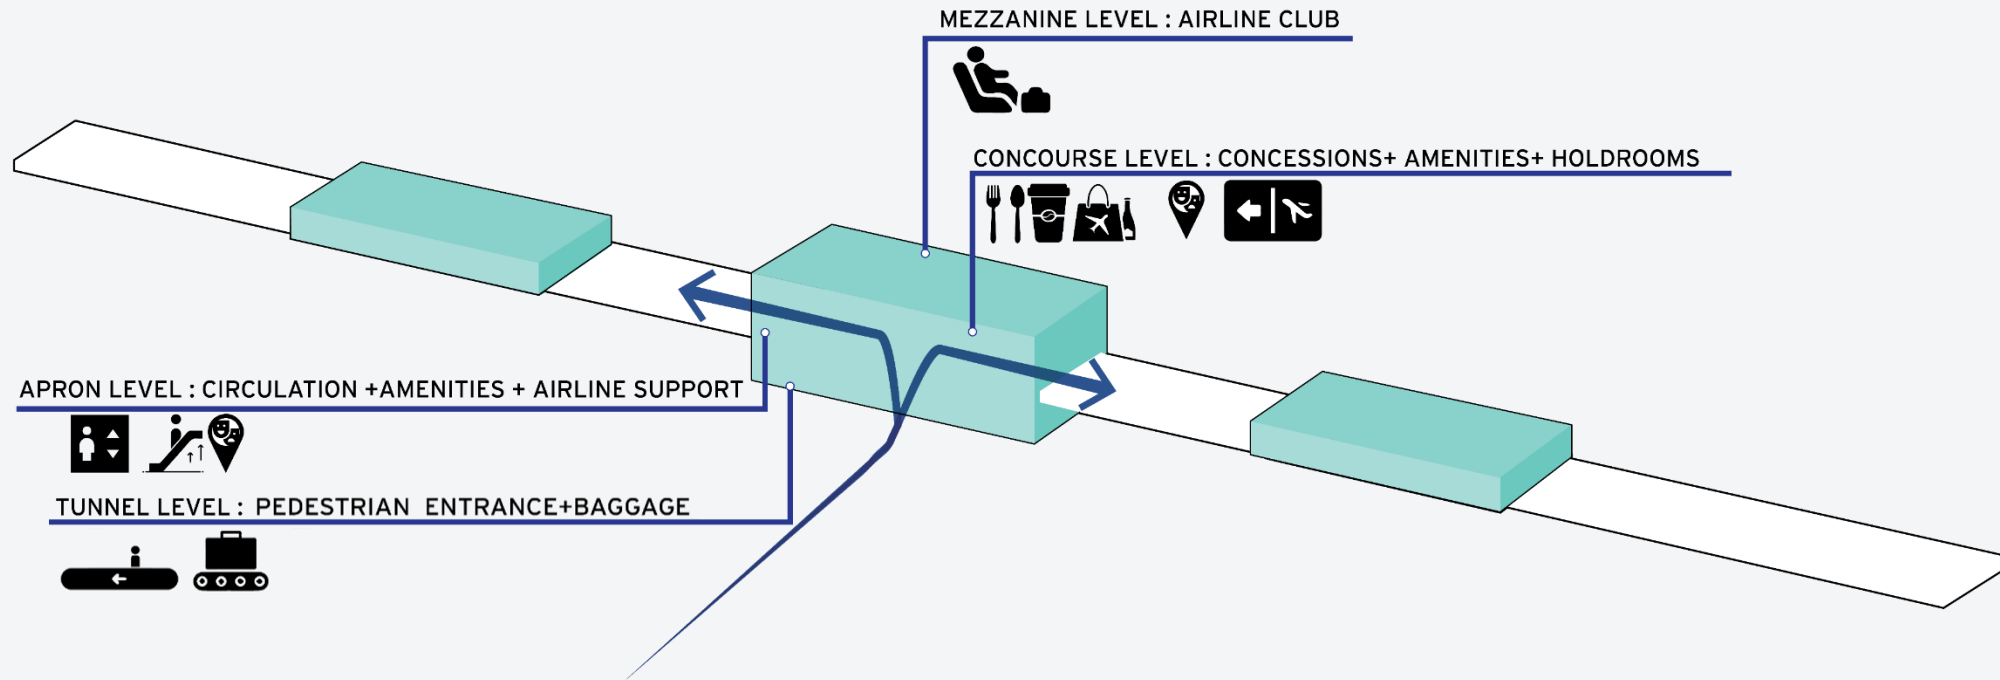 MEZZANINE LEVEL : AIRLINE CLUB
CONCOURSE LEVEL : CONCESSIONS+ AMENITIES+ HOLDROOMS
APRON LEVEL : CIRCULATION +AMENITIES + AIRLINE SUPPORT
TUNNEL LEVEL : PEDESTRIAN ENTRANCE+BAGGAGE